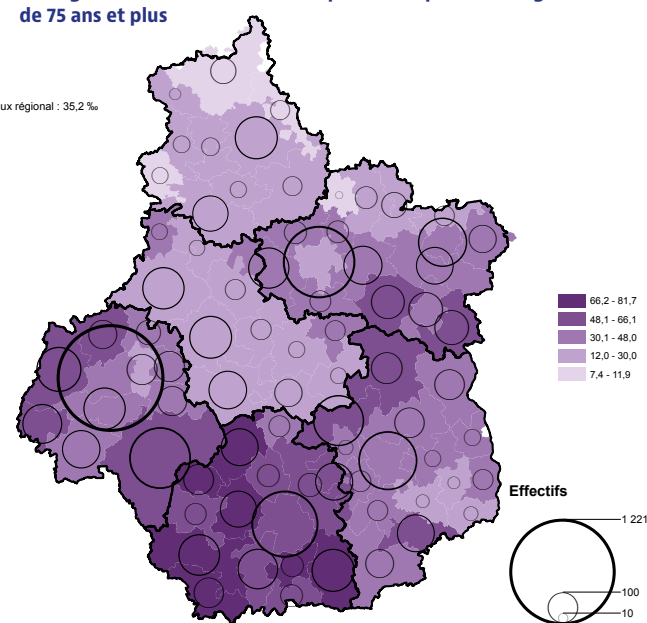 de 75 ans et plus
ux régional : 35,2 ‰
66,2 - 81,7
48,1 - 66,1
30,1 - 48,0
12,0 - 30,0
7,4 - 11,9
Effectifs
1 221
100
10